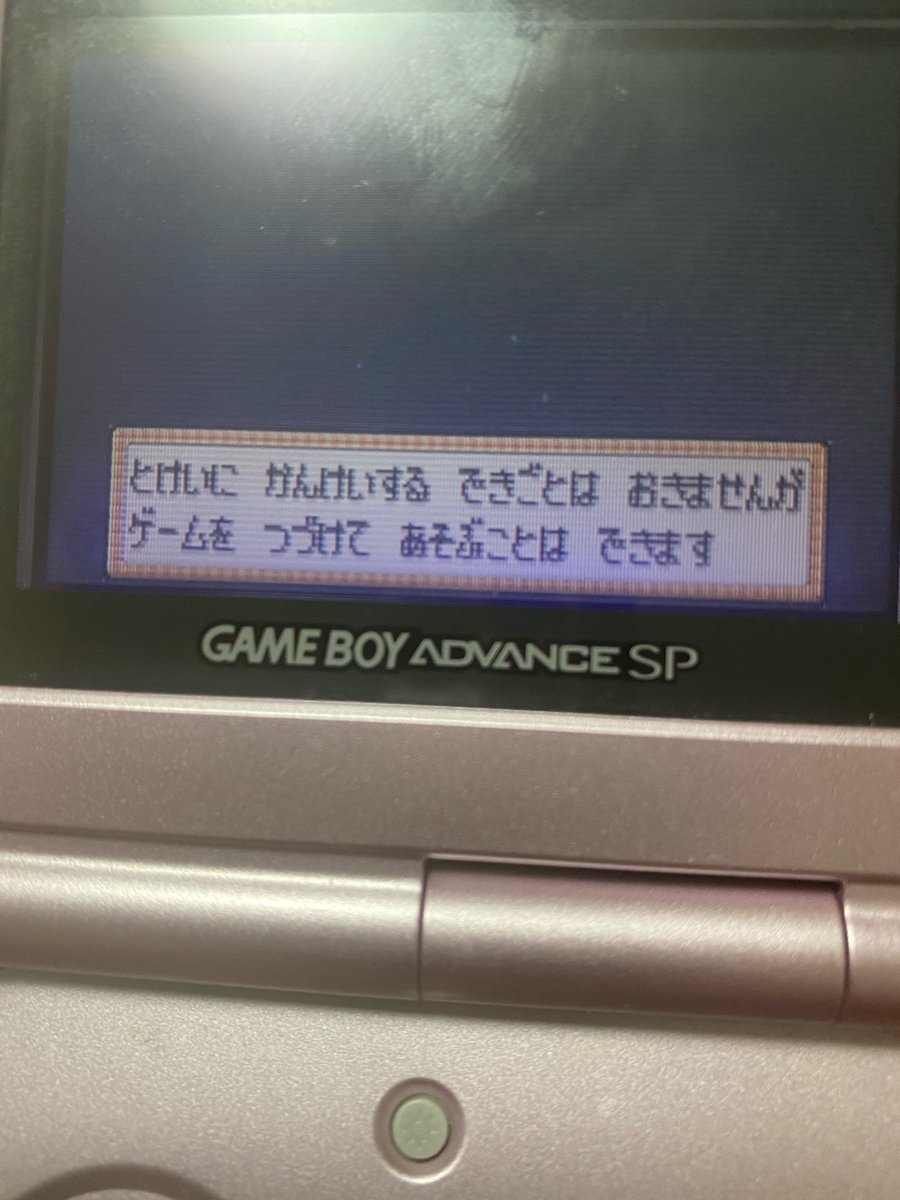 とけいに かんけいする できごとは おきませんが
ゲームを つづけて あそぶことは できます
GAME BOY ADVANCE SP